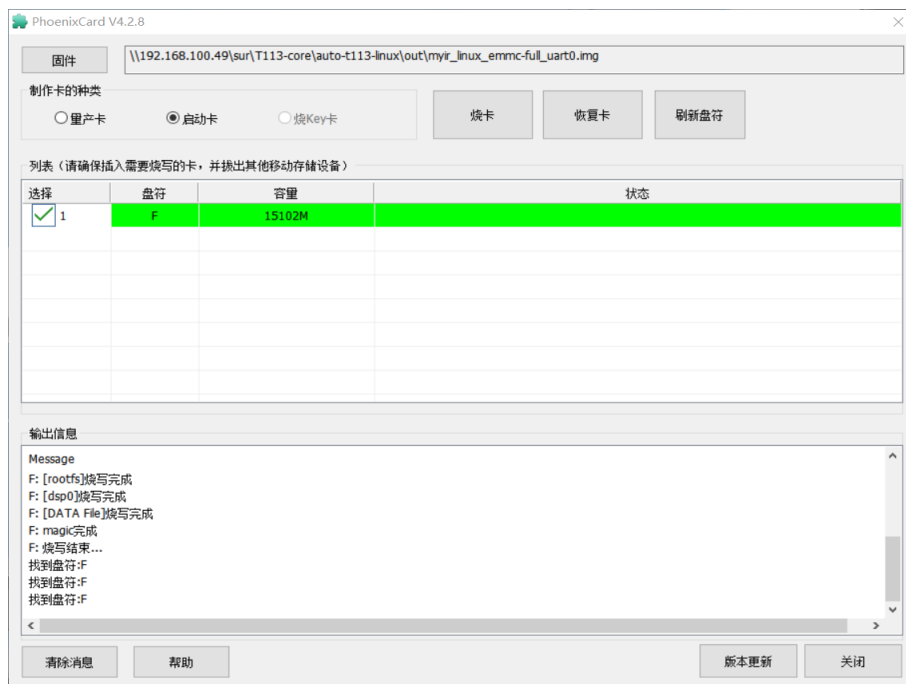 PhoenixCard V4.2.8
固件
\\192.168.100.49\sur\T113-core\auto-t113-linux\out\myir_linux_emmc-full_uart0.img
制作卡的种类
量产卡
启动卡
烧Key卡
烧卡
恢复卡
刷新盘符
列表（请确保插入需要烧写的卡，并拔出其他移动存储设备）
选择 盘符 容量 状态
1 F 15102M
输出信息
Message
F: [rootfs]烧写完成
F: [dsp0]烧写完成
F: [DATA File]烧写完成
F: magic完成
F: 烧写结束...
找到盘符:F
找到盘符:F
找到盘符:F
清除消息
帮助
版本更新
关闭